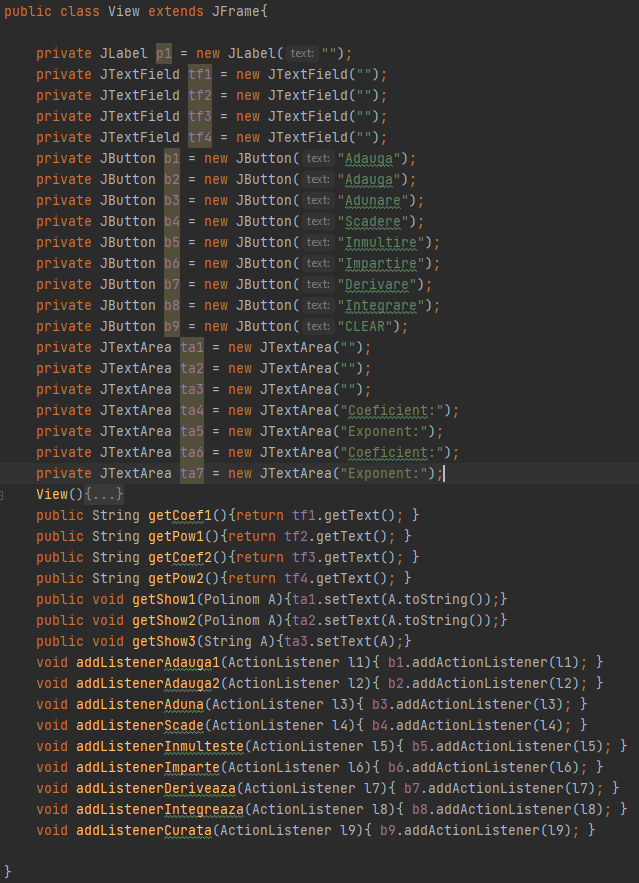 public class View extends JFrame{
private JLabel p1 = new JLabel( text: "");
private JTextField tf1 = new JTextField("");
private JTextField tf2 = new JTextField("");
private JTextField tf3 = new JTextField("");
private JTextField tf4 = new JTextField("");
private JButton b1 = new JButton( text: "Adauga");
private JButton b2 = new JButton( text: "Adauga");
private JButton b3 = new JButton( text: "Adunare");
private JButton b4 = new JButton( text: "Scadere");
private JButton b5 = new JButton( text: "Inmultire");
private JButton b6 = new JButton( text: "Impartire");
private JButton b7 = new JButton( text: "Derivare");
private JButton b8 = new JButton( text: "Integrare");
private JButton b9 = new JButton( text: "CLEAR");
private JTextArea ta1 = new JTextArea("");
private JTextArea ta2 = new JTextArea("");
private JTextArea ta3 = new JTextArea("");
private JTextArea ta4 = new JTextArea("Coeficient:");
private JTextArea ta5 = new JTextArea("Exponent:");
private JTextArea ta6 = new JTextArea("Coeficient:");
private JTextArea ta7 = new JTextArea("Exponent:");
View(){...}
public String getCoef1(){return tf1.getText(); }
public String getPow1(){return tf2.getText(); }
public String getCoef2(){return tf3.getText(); }
public String getPow2(){return tf4.getText(); }
public void getShow1(Polinom A){ta1.setText(A.toString());}
public void getShow2(Polinom A){ta2.setText(A.toString());}
public void getShow3(String A){ta3.setText(A);}
void addListenerAdauga1(ActionListener l1){ b1.addActionListener(l1); }
void addListenerAdauga2(ActionListener l2){ b2.addActionListener(l2); }
void addListenerAduna(ActionListener l3){ b3.addActionListener(l3); }
void addListenerScade(ActionListener l4){ b4.addActionListener(l4); }
void addListenerInmulteste(ActionListener l5){ b5.addActionListener(l5); }
void addListenerImparte(ActionListener l6){ b6.addActionListener(l6); }
void addListenerDeriveaza(ActionListener l7){ b7.addActionListener(l7); }
void addListenerIntegreaza(ActionListener l8){ b8.addActionListener(l8); }
void addListenerCurata(ActionListener l9){ b9.addActionListener(l9); }
}